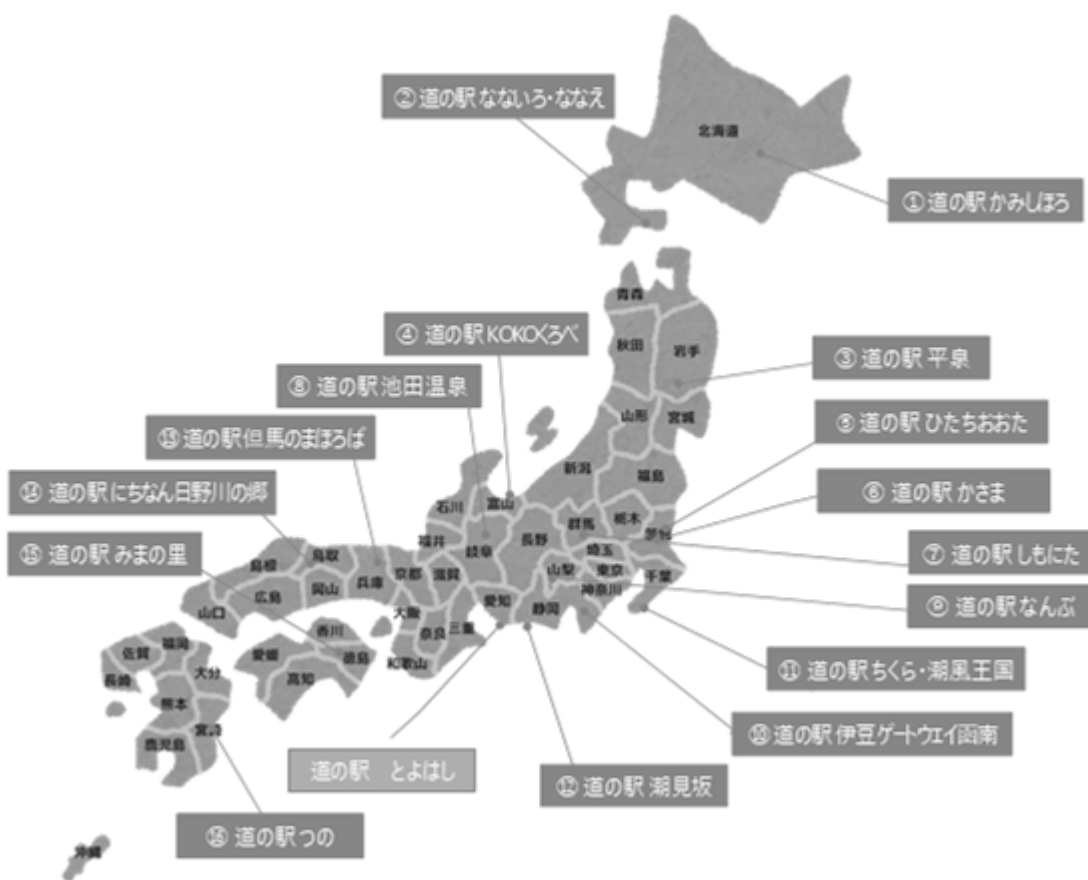 ② 道の駅 なないろ・ななえ
北海道
① 道の駅 かみしほろ
青森
④ 道の駅 KOKOくろべ
秋田
岩手
③ 道の駅 平泉
⑧ 道の駅 池田温泉
山形
宮城
⑤ 道の駅 ひたちおおた
⑬ 道の駅 但馬のまほろば
新潟
福島
⑭ 道の駅 にちなん日野川の郷
石川
富山
⑥ 道の駅 かさま
群馬
栃木
福井
岐阜
長野
埼玉
⑮ 道の駅 みまの里
⑦ 道の駅 しもにた
島根
鳥取
兵庫
京都
滋賀
山梨
東京
千葉
広島
岡山
愛知
静岡
神奈川
山口
大阪
奈良
三重
⑨ 道の駅 なんぶ
佐賀
福岡
香川
愛媛
徳島
和歌山
大分
長崎
高知
⑪ 道の駅 ちくら・潮風王国
熊本
⑩ 道の駅 伊豆ゲートウェイ函南
鹿児島
道の駅 とよはし
⑫ 道の駅 潮見坂
⑯ 道の駅 つの
沖縄